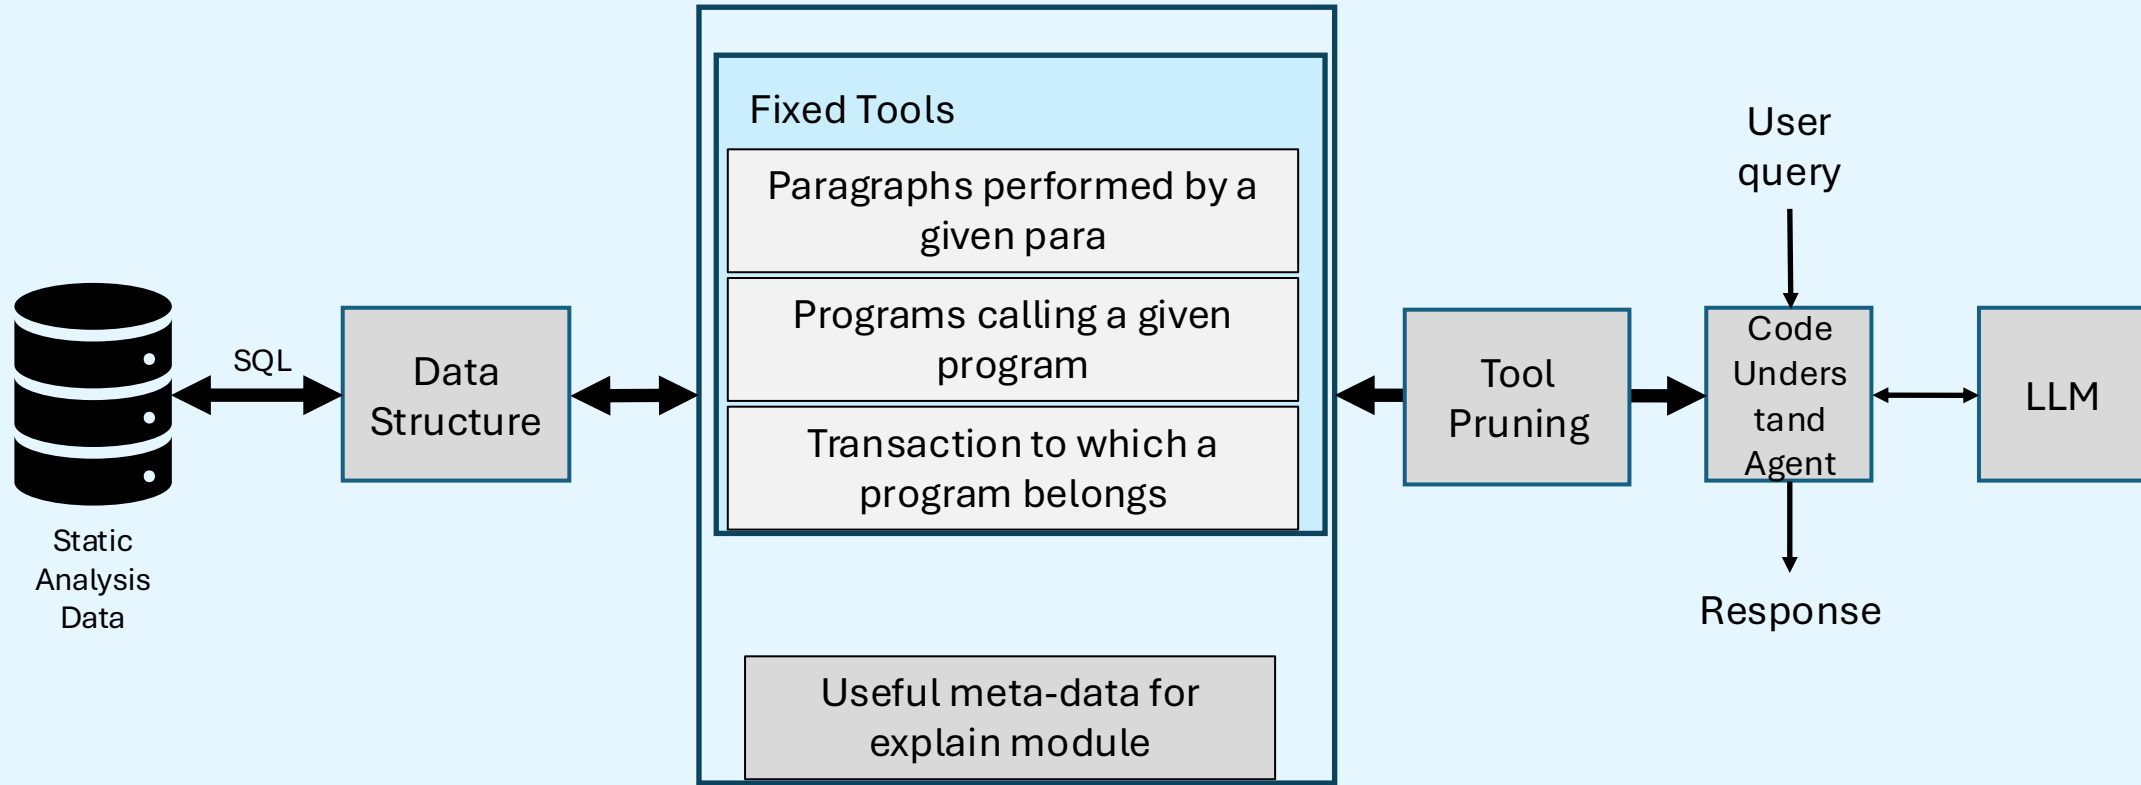 Static
Analysis
Data
SQL
Data
Structure
Fixed Tools
Paragraphs performed by a
given para
Programs calling a given
program
Transaction to which a
program belongs
Useful meta-data for
explain module
Tool
Pruning
User
query
Code
Unders
tand
Agent
Response
LLM